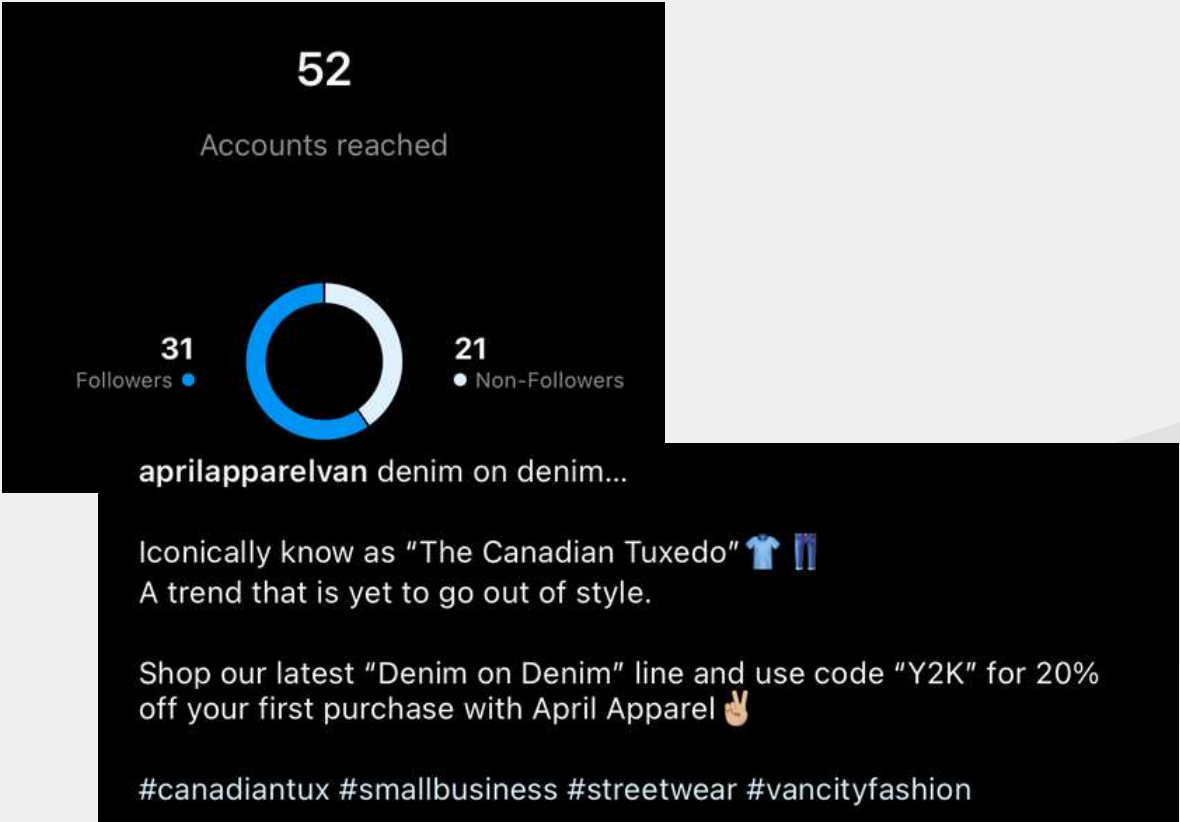 52
Accounts reached
31
Followers
21
Non-Followers
aprilapparelvan denim on denim...
Iconically know as “The Canadian Tuxedo”👕👖
A trend that is yet to go out of style.
Shop our latest “Denim on Denim” line and use code “Y2K” for 20%
off your first purchase with April Apparel✌🏼
#canadiantux #smallbusiness #streetwear #vancityfashion